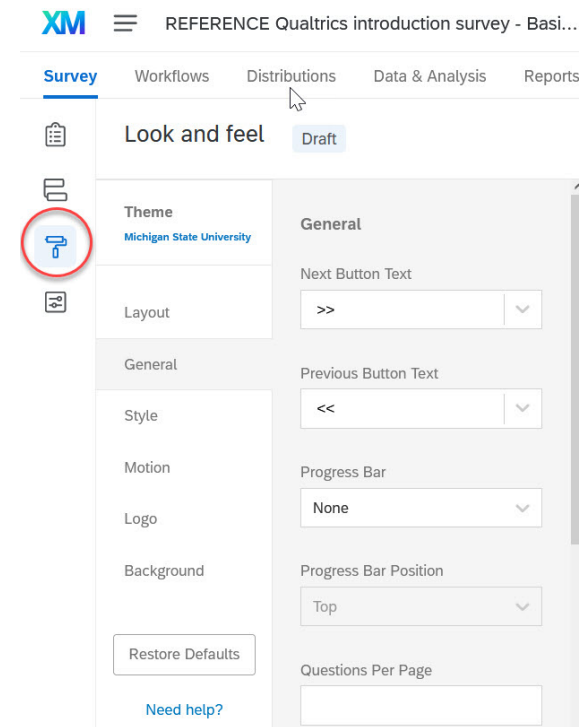 XM
REFERENCE Qualtrics introduction survey - Basi...
Survey
Workflows
Distributions
Data & Analysis
Reports
Look and feel
Draft
Theme
Michigan State University
Layout
General
Style
Motion
Logo
Background
Restore Defaults
Need help?
General
Next Button Text
>>
Previous Button Text
<<
Progress Bar
None
Progress Bar Position
Top
Questions Per Page